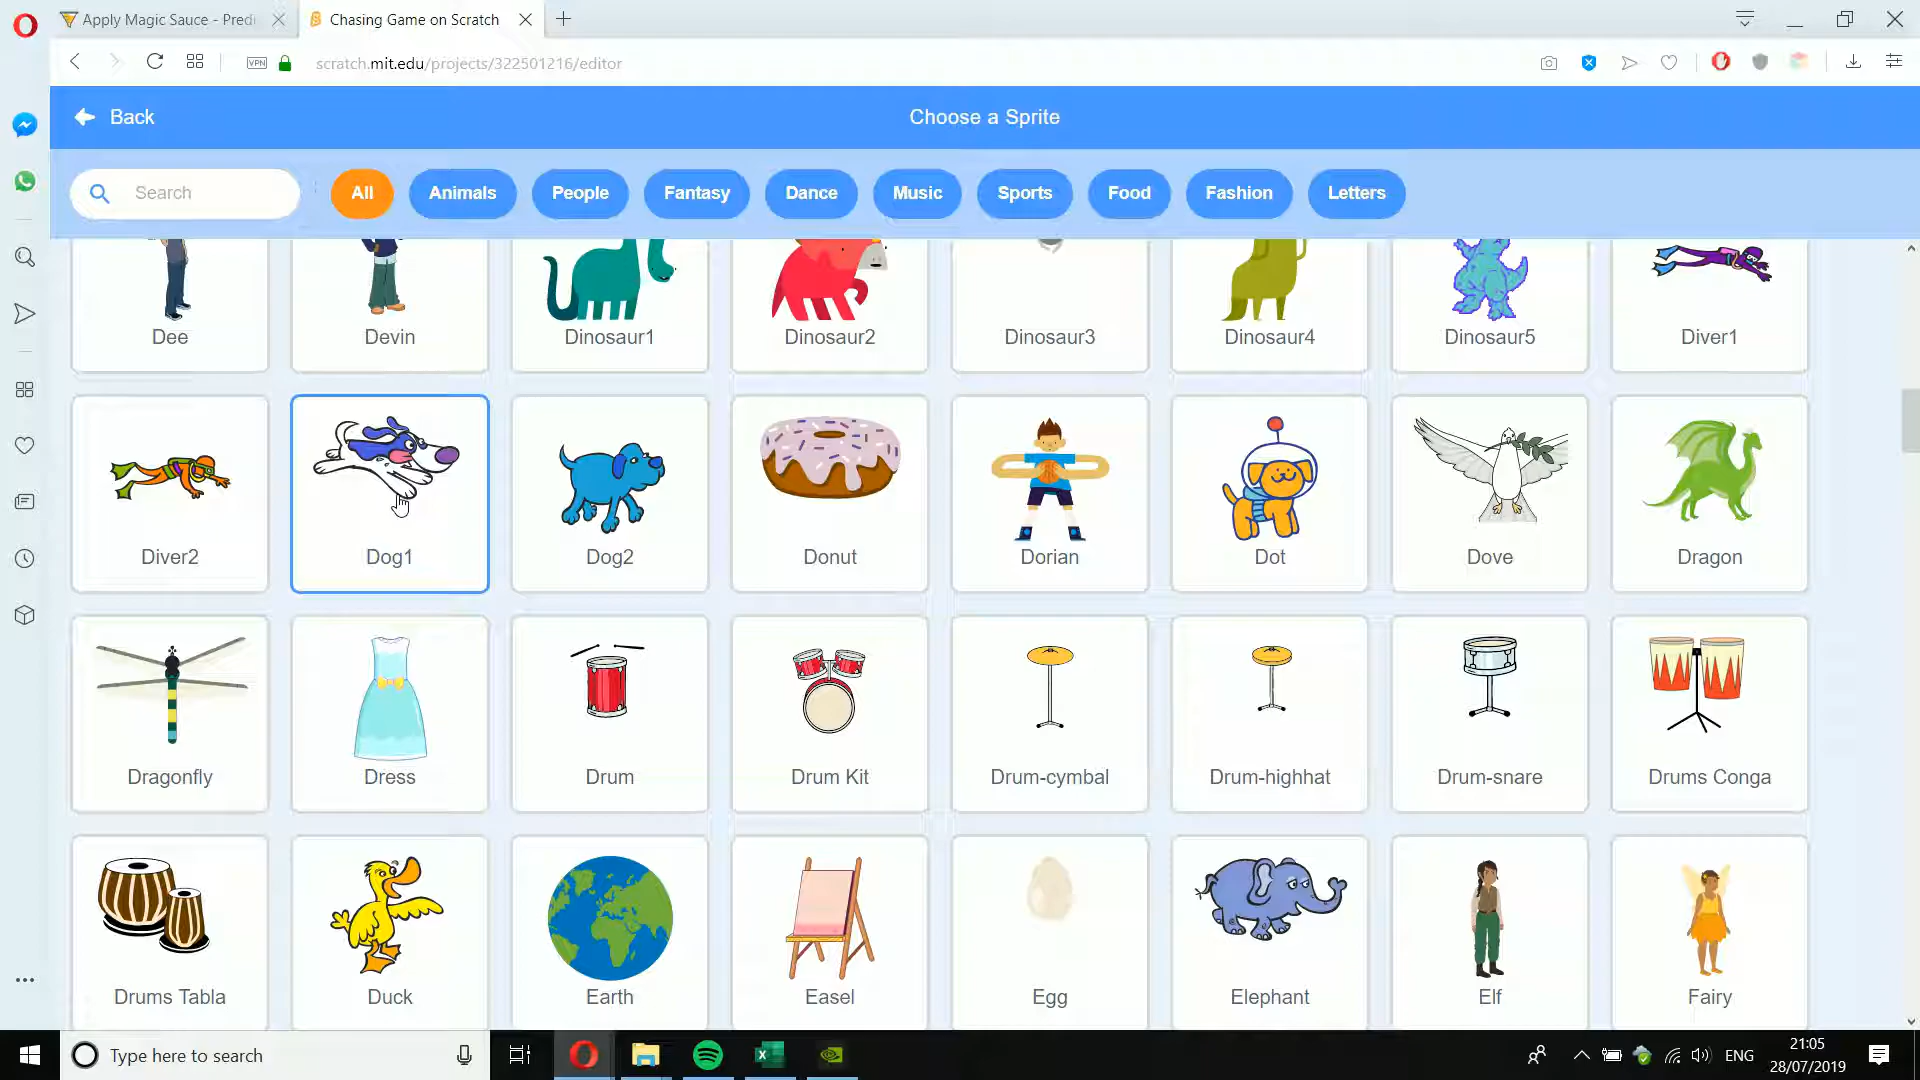 Apply Magic Sauce - Predi
Chasing Game on Scratch
VPN
scratch.mit.edu/projects/322501216/editor
Back
Choose a Sprite
Search
All
Animals
People
Fantasy
Dance
Music
Sports
Food
Fashion
Letters
Dee
Devin
Dinosaur1
Dinosaur2
Dinosaur3
Dinosaur4
Dinosaur5
Diver1
Diver2
Dog1
Dog2
Donut
Dorian
Dot
Dove
Dragon
Dragonfly
Dress
Drum
Drum Kit
Drum-cymbal
Drum-highhat
Drum-snare
Drums Conga
Drums Tabla
Duck
Earth
Easel
Egg
Elephant
Elf
Fairy
Type here to search
ENG
21:05
28/07/2019